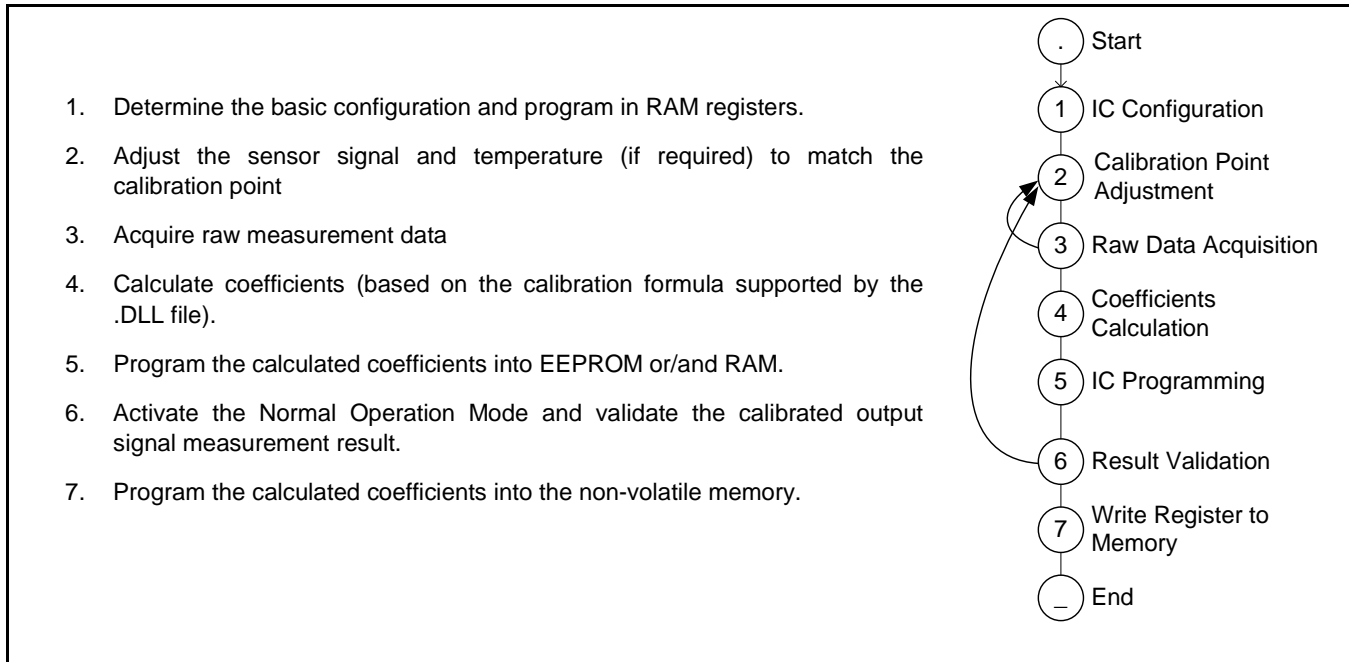 1. Determine the basic configuration and program in RAM registers.
2. Adjust the sensor signal and temperature (if required) to match the
calibration point
3. Acquire raw measurement data
4. Calculate coefficients (based on the calibration formula supported by the
.DLL file).
5. Program the calculated coefficients into EEPROM or/and RAM.
6. Activate the Normal Operation Mode and validate the calibrated output
signal measurement result.
7. Program the calculated coefficients into the non-volatile memory.
. Start
1 IC Configuration
2 Calibration Point
Adjustment
3 Raw Data Acquisition
4 Coefficients
Calculation
5 IC Programming
6 Result Validation
7 Write Register to
Memory
_ End